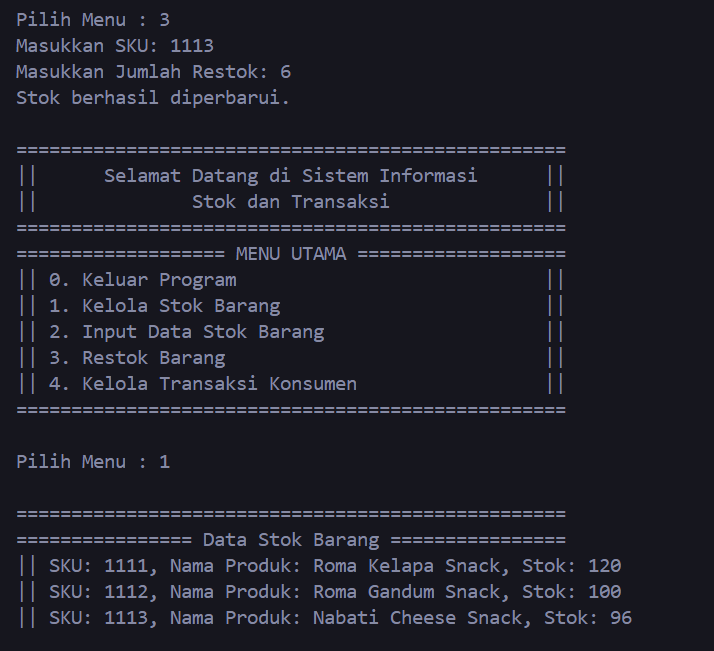 Pilih Menu : 3
Masukkan SKU: 1113
Masukkan Jumlah Restok: 6
Stok berhasil diperbarui.
==================================================
||      Selamat Datang di Sistem Informasi      ||
||              Stok dan Transaksi              ||
==================================================
=================== MENU UTAMA ===================
|| 0. Keluar Program                            ||
|| 1. Kelola Stok Barang                        ||
|| 2. Input Data Stok Barang                    ||
|| 3. Restok Barang                             ||
|| 4. Kelola Transaksi Konsumen                 ||
==================================================
Pilih Menu : 1
==================================================
================ Data Stok Barang ================
|| SKU: 1111, Nama Produk: Roma Kelapa Snack, Stok: 120
|| SKU: 1112, Nama Produk: Roma Gandum Snack, Stok: 100
|| SKU: 1113, Nama Produk: Nabati Cheese Snack, Stok: 96